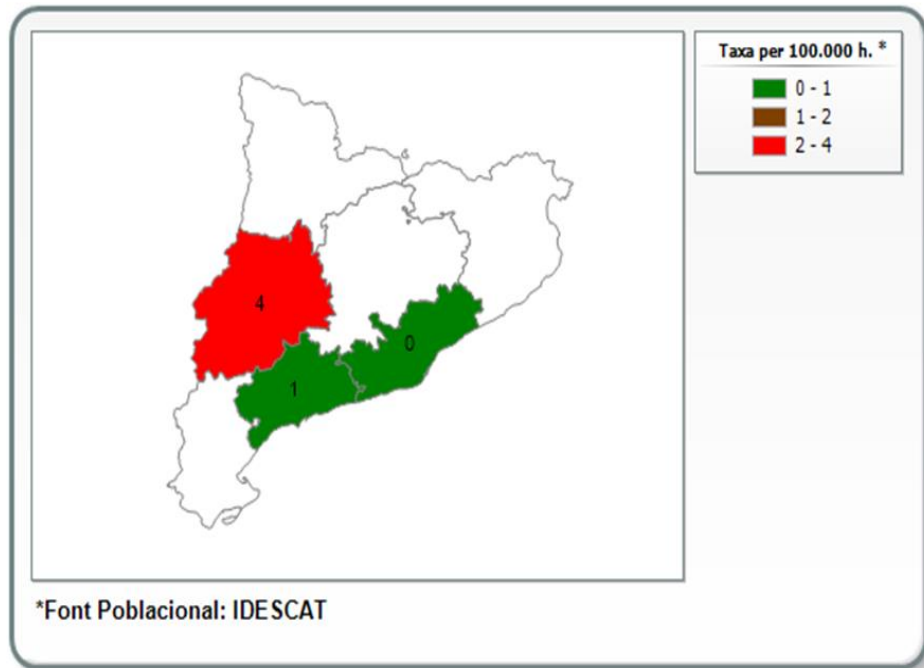 Taxa per 100.000 h. *
0 - 1
1 - 2
2 - 4
4
0
1
*Font Poblacional: IDESCAT